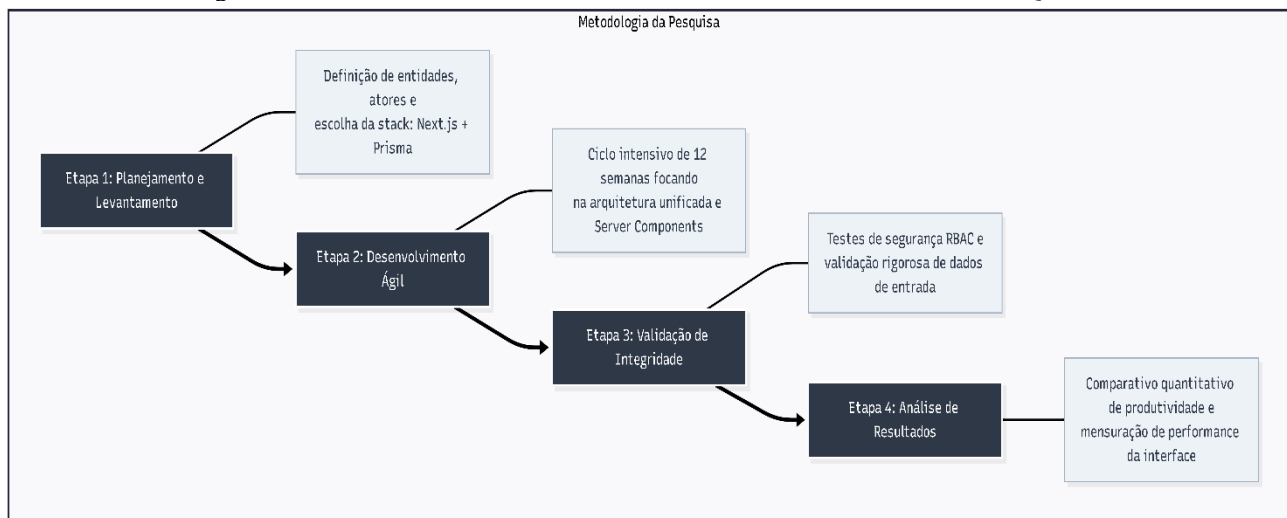 Metodologia da Pesquisa
Definição de entidades,
atores e
escolha da stack: Next.js +
Prisma
Etapa 1: Planejamento e
Levantamento
Ciclo intensivo de 12
semanas focando
na arquitetura unificada e
Server Components
Etapa 2: Desenvolvimento
Ágil
Testes de segurança RBAC e
validação rigorosa de dados
de entrada
Etapa 3: Validação de
Integridade
Etapa 4: Análise de
Resultados
Comparativo quantitativo
de produtividade e
mensuração de performance
da interface